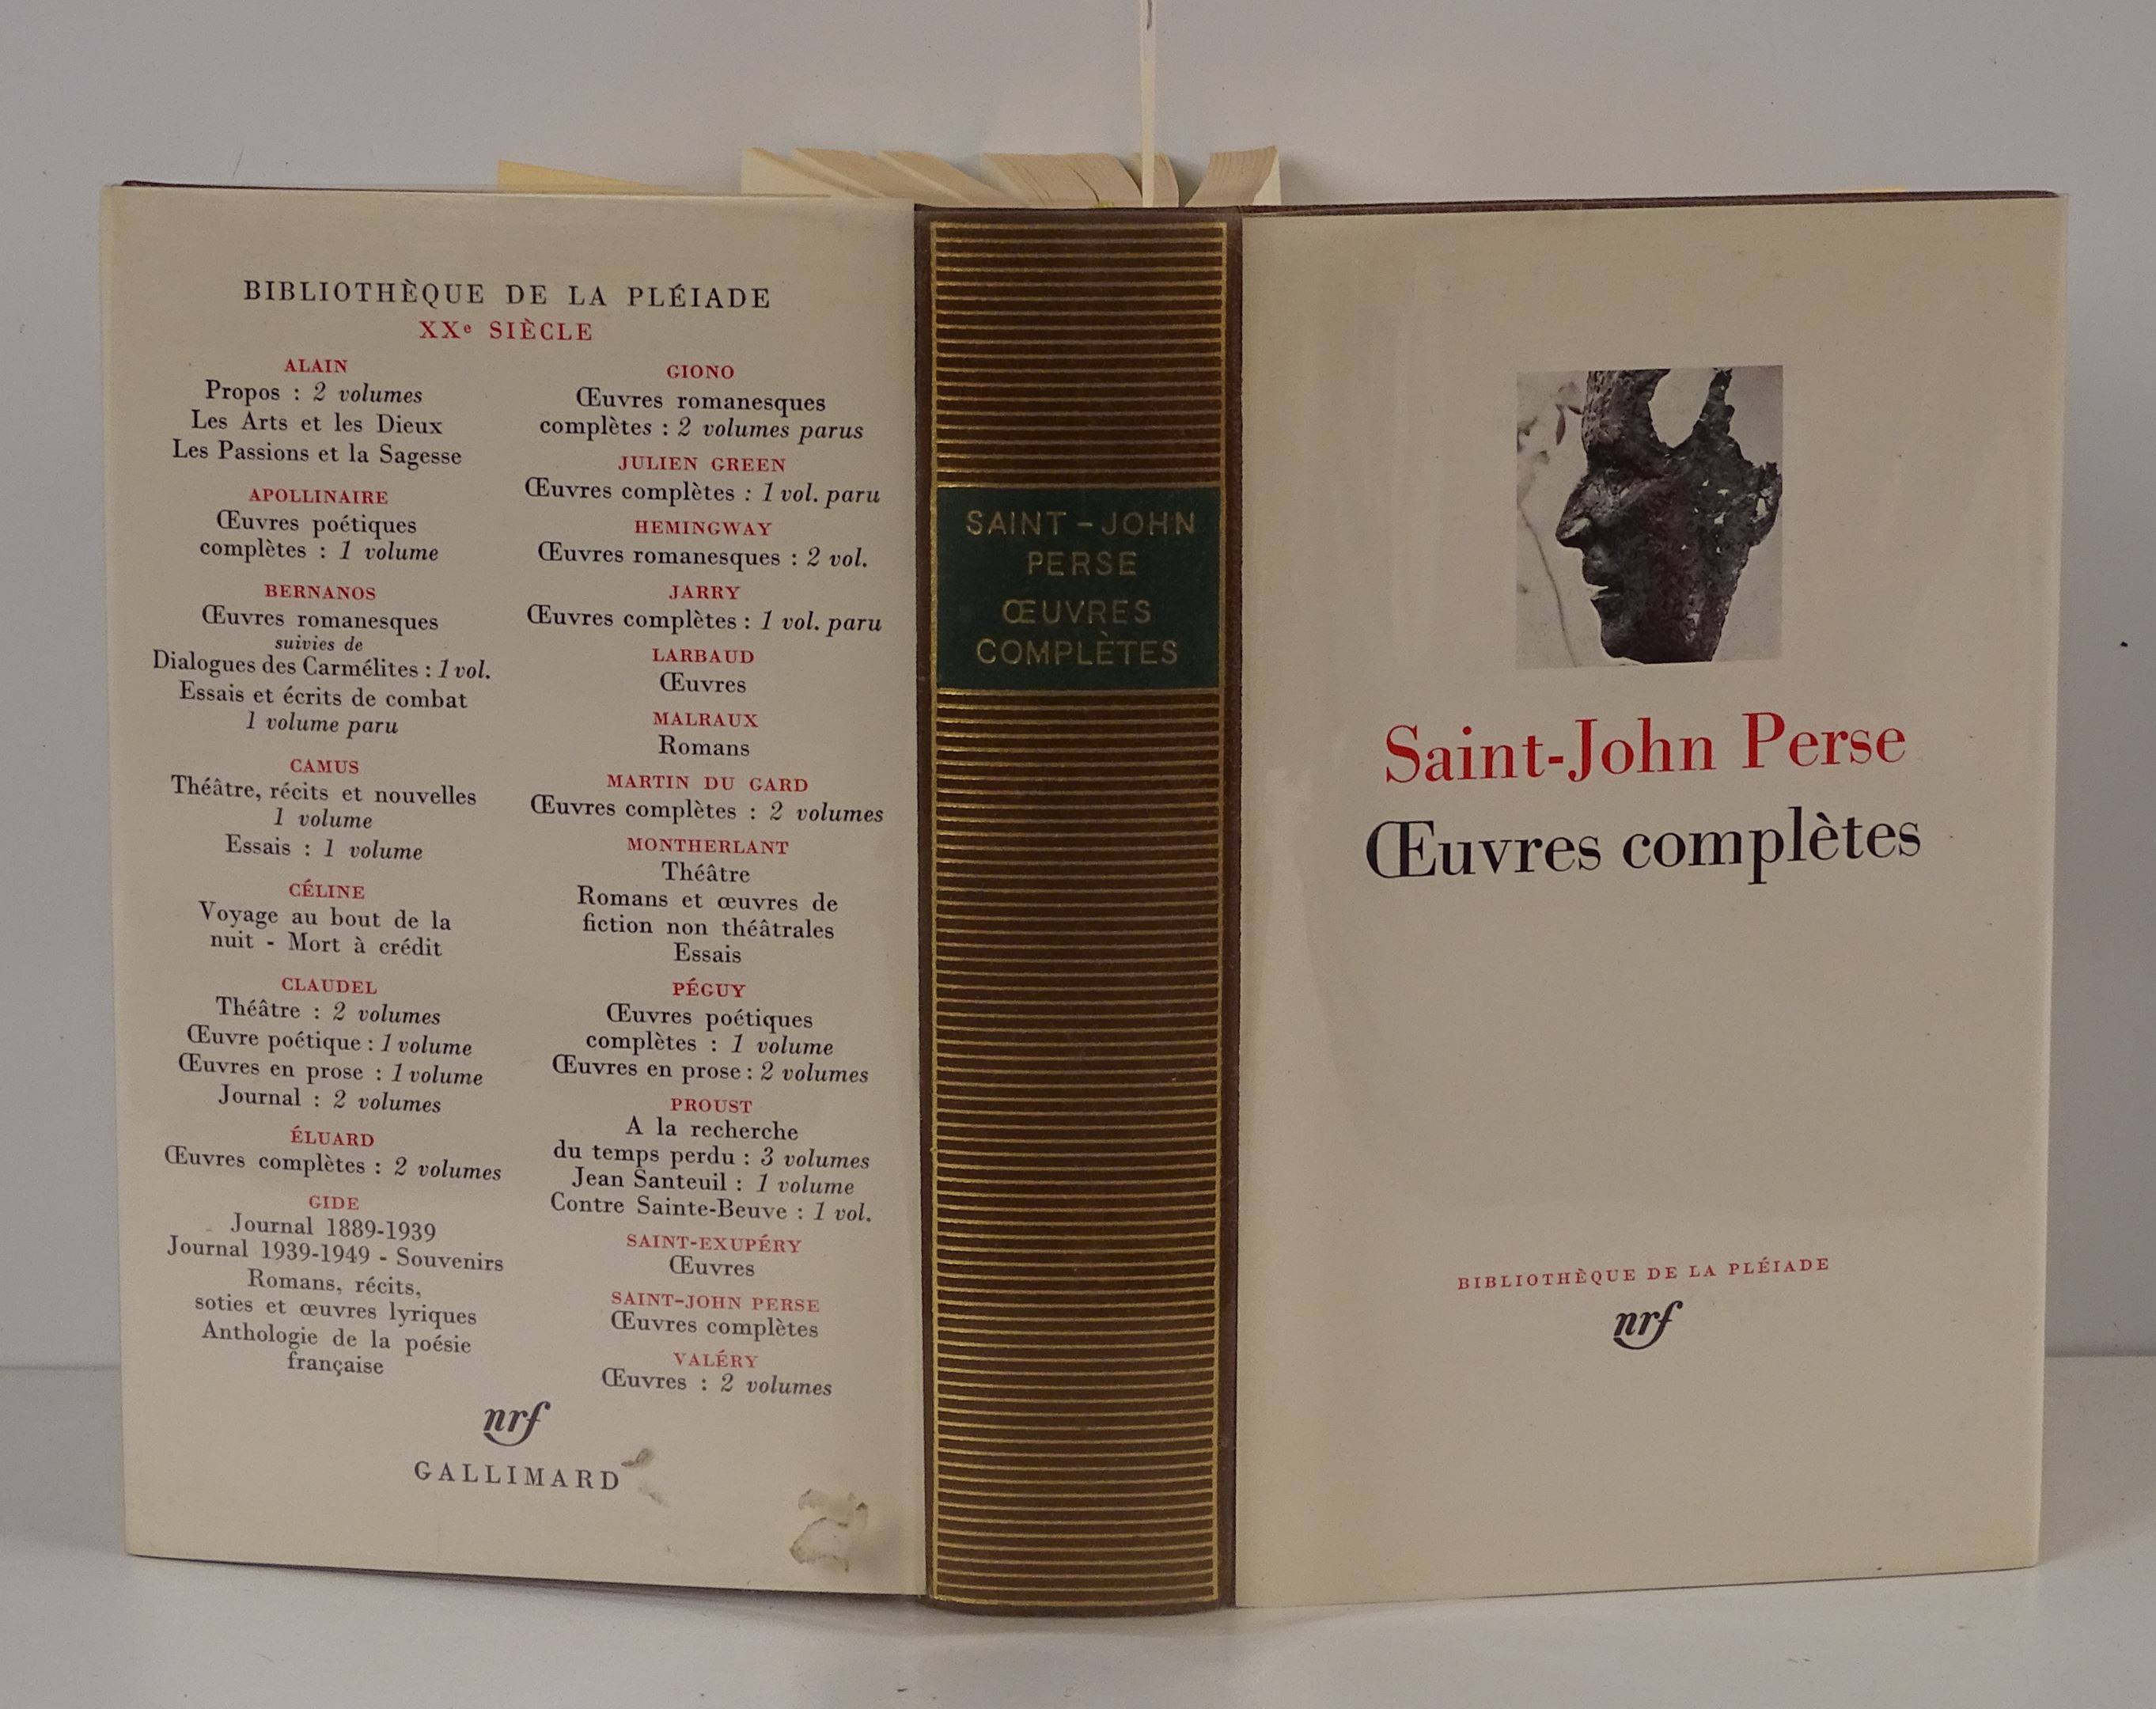 BIBLIOTHÈQUE DE LA PLÉIADE
XXe SIÈCLE
ALAIN
Propos : 2 volumes
Les Arts et les Dieux
Les Passions et la Sagesse
APOLLINAIRE
Œuvres poétiques
complètes : 1 volume
BERNANOS
Œuvres romanesques
suivies de
Dialogues des Carmélites : 1 vol.
Essais et écrits de combat
1 volume paru
CAMUS
Théâtre, récits et nouvelles
1 volume
Essais : 1 volume
CÉLINE
Voyage au bout de la
nuit - Mort à crédit
CLAUDEL
Théâtre : 2 volumes
Œuvre poétique : 1 volume
Œuvres en prose : 1 volume
Journal : 2 volumes
ÉLUARD
Œuvres complètes : 2 volumes
GIDE
Journal 1889-1939
Journal 1939-1949 - Souvenirs
Romans, récits,
soties et œuvres lyriques
Anthologie de la poésie
française
GIONO
Œuvres romanesques
complètes : 2 volumes parus
JULIEN GREEN
Œuvres complètes : 1 vol. paru
HEMINGWAY
Œuvres romanesques : 2 vol.
JARRY
Œuvres complètes : 1 vol. paru
LARBAUD
Œuvres
MALRAUX
Romans
MARTIN DU GARD
Œuvres complètes : 2 volumes
MONTHERLANT
Théâtre
Romans et œuvres de
fiction non théâtrales
Essais
PÉGUY
Œuvres poétiques
complètes : 1 volume
Œuvres en prose : 2 volumes
PROUST
A la recherche
du temps perdu : 3 volumes
Jean Santeuil : 1 volume
Contre Sainte-Beuve : 1 vol.
SAINT-EXUPÉRY
Œuvres
SAINT-JOHN PERSE
Œuvres complètes
VALÉRY
Œuvres : 2 volumes
nrf
GALLIMARD
SAINT-JOHN
PERSE
ŒUVRES
COMPLÈTES
Saint-John Perse
Œuvres complètes
BIBLIOTHÈQUE DE LA PLÉIADE
nrf